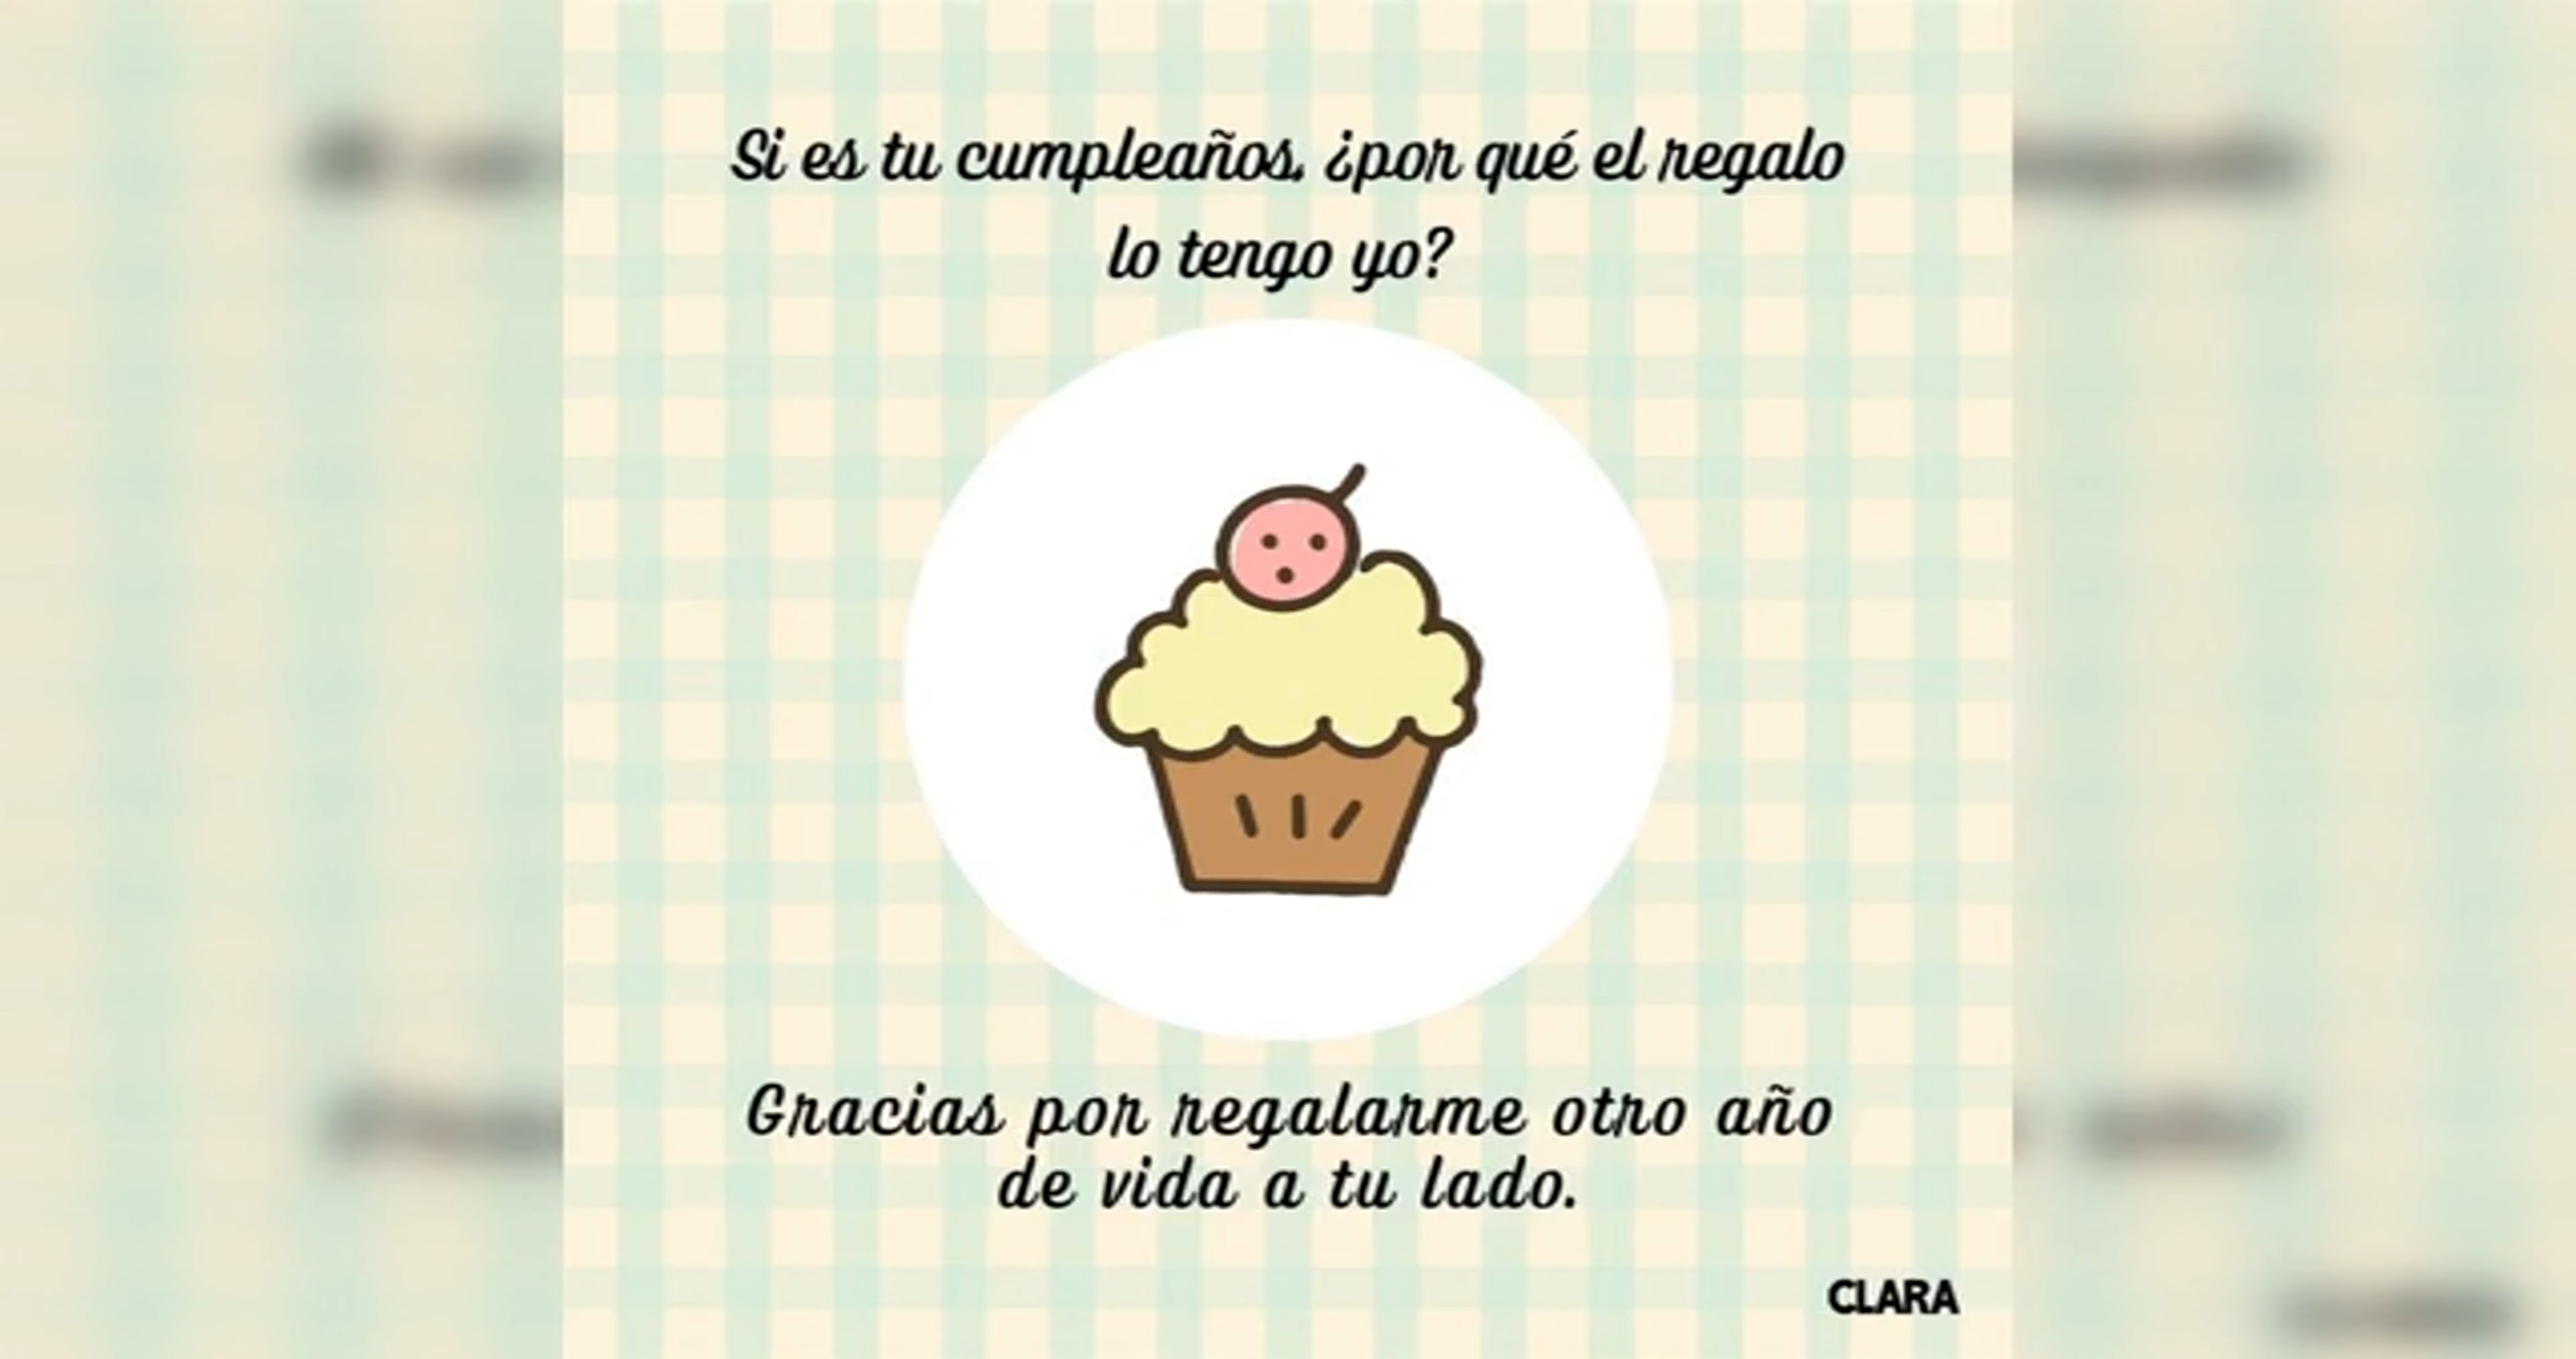 Si es tu cumpleaños, ¿por qué el regalo
lo tengo yo?
Gracias por regalarme otro año
de vida a tu lado.
CLARA